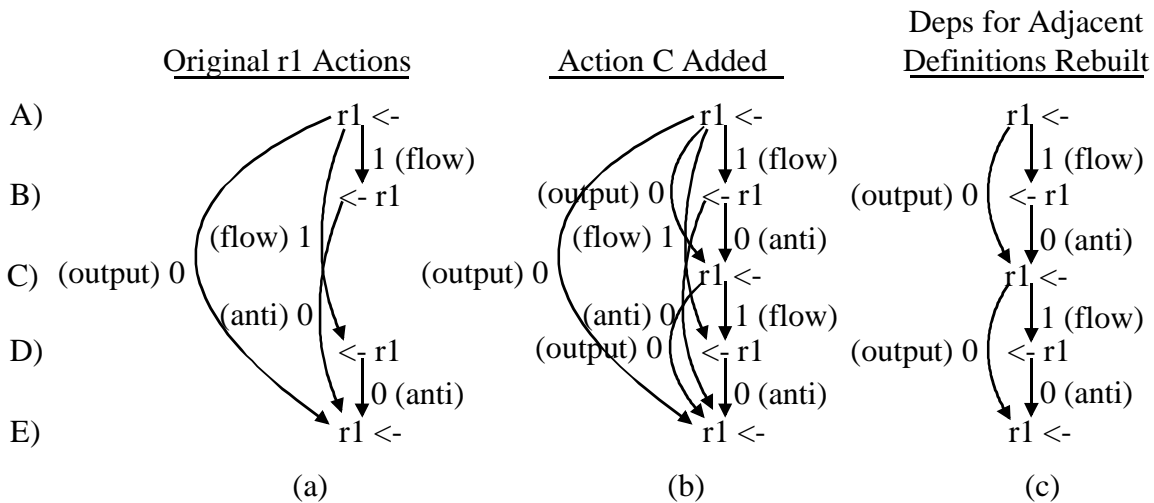 Deps for Adjacent
Original r1 Actions Action C Added Definitions Rebuilt
A) r1 <- r1 <- r1 <-
1 (flow) 1 (flow) 1 (flow)
B) <- r1 (output) 0 <- r1 (output) 0 <- r1
(flow) 1 (flow) 1 0 (anti) 0 (anti)
C) (output) 0 (output) 0 r1 <- r1 <-
(anti) 0 (anti) 0 1 (flow) 1 (flow)
D) <- r1 (output) 0 <- r1 (output) 0 <- r1
0 (anti) 0 (anti) 0 (anti)
E) r1 <- r1 <- r1 <-
(a) (b) (c)